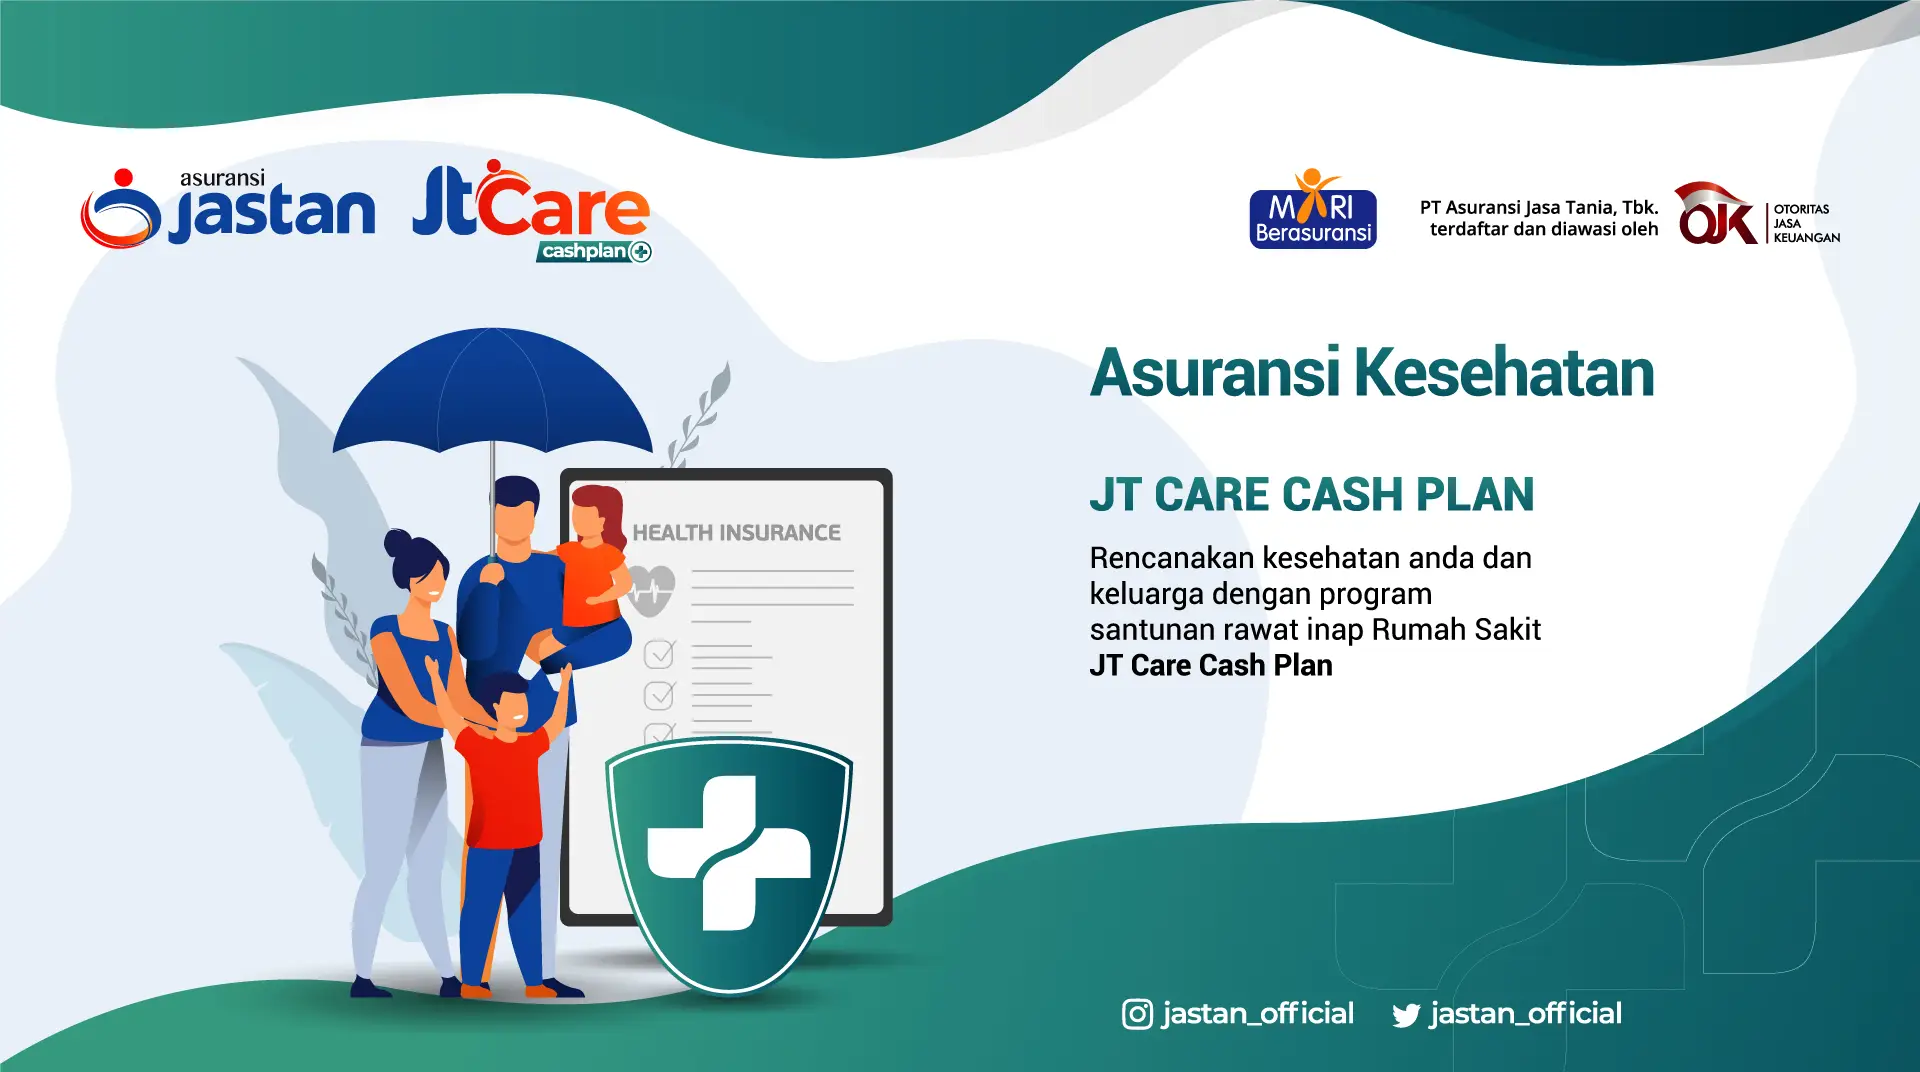 asuransi
jastan
JtCare
cashplan
MARI
Berasuransi
PT Asuransi Jasa Tania, Tbk.
terdaftar dan diawasi oleh
OJK
OTORITAS
JASA
KEUANGAN
Asuransi Kesehatan
JT CARE CASH PLAN
Rencanakan kesehatan anda dan
keluarga dengan program
santunan rawat inap Rumah Sakit
JT Care Cash Plan
HEALTH INSURANCE
jastan_official
jastan_official